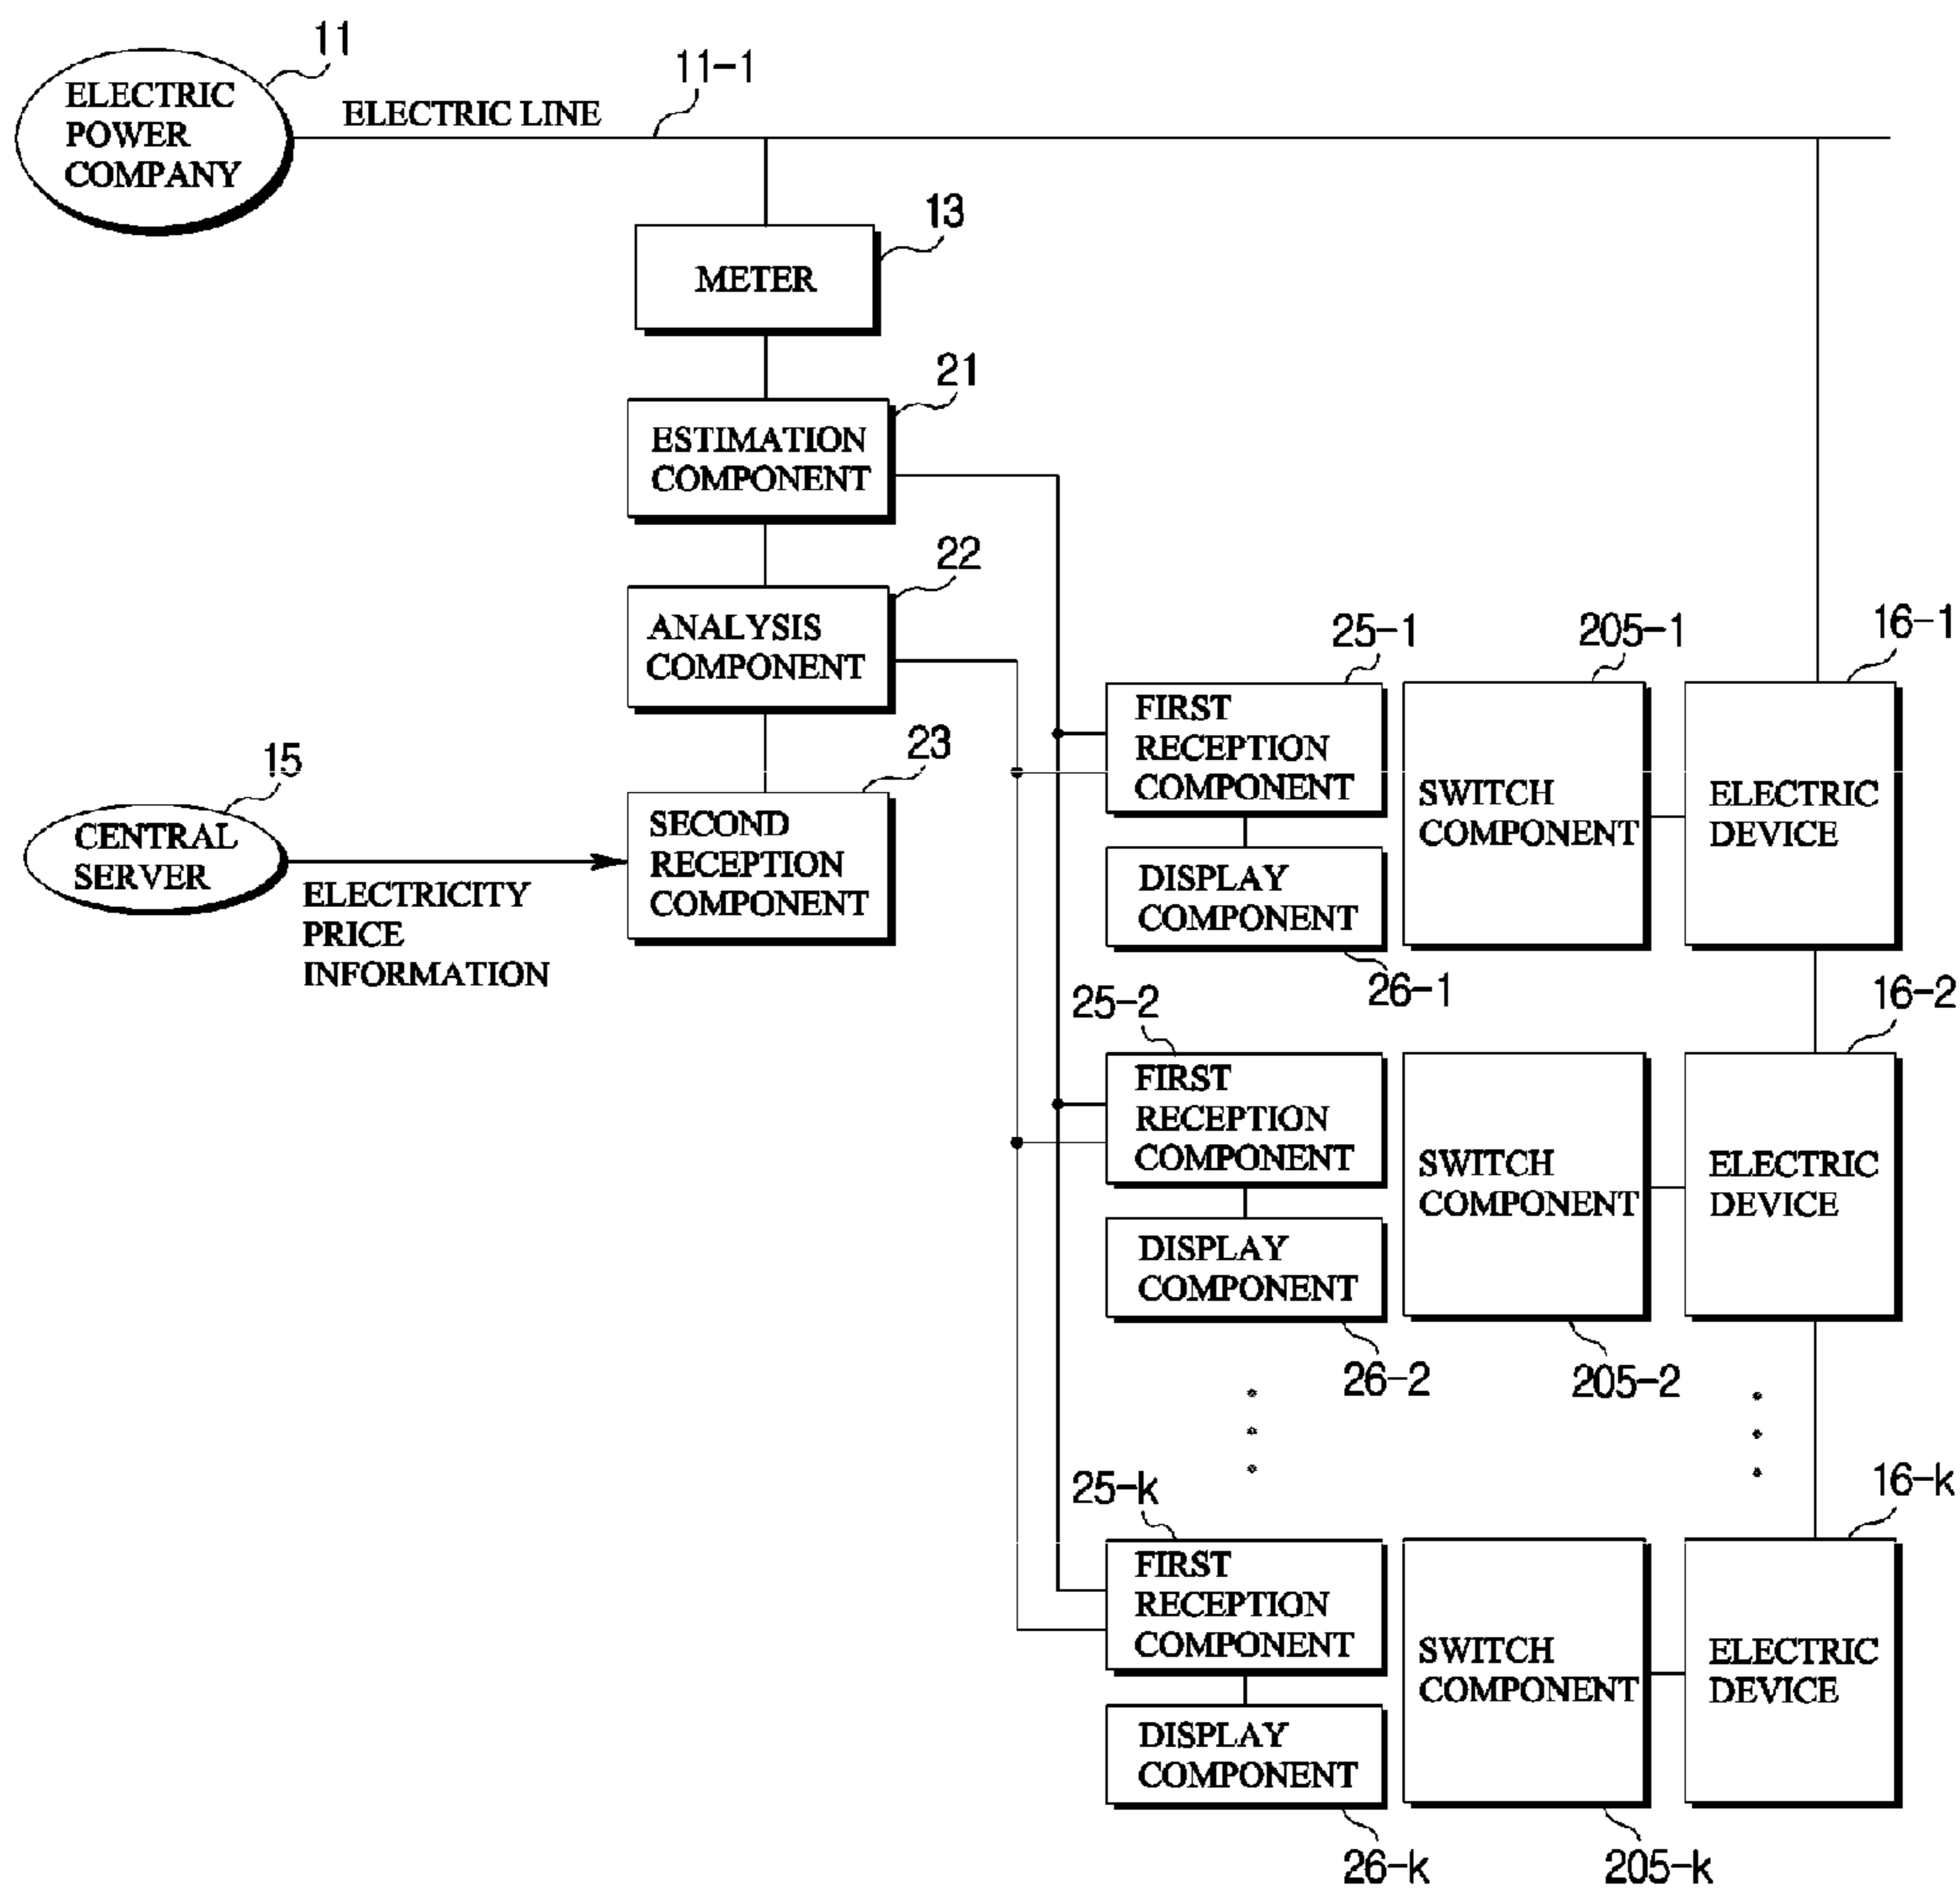 11
ELECTRIC
POWER
COMPANY
ELECTRIC LINE
11-1
13
METER
21
ESTIMATION
COMPONENT
22
ANALYSIS
COMPONENT
23
SECOND
RECEPTION
COMPONENT
15
CENTRAL
SERVER
ELECTRICITY
PRICE
INFORMATION
25-1
FIRST
RECEPTION
COMPONENT
DISPLAY
COMPONENT
26-1
205-1
SWITCH
COMPONENT
16-1
ELECTRIC
DEVICE
25-2
FIRST
RECEPTION
COMPONENT
DISPLAY
COMPONENT
26-2
SWITCH
COMPONENT
205-2
16-2
ELECTRIC
DEVICE
25-k
FIRST
RECEPTION
COMPONENT
DISPLAY
COMPONENT
26-k
SWITCH
COMPONENT
205-k
16-k
ELECTRIC
DEVICE